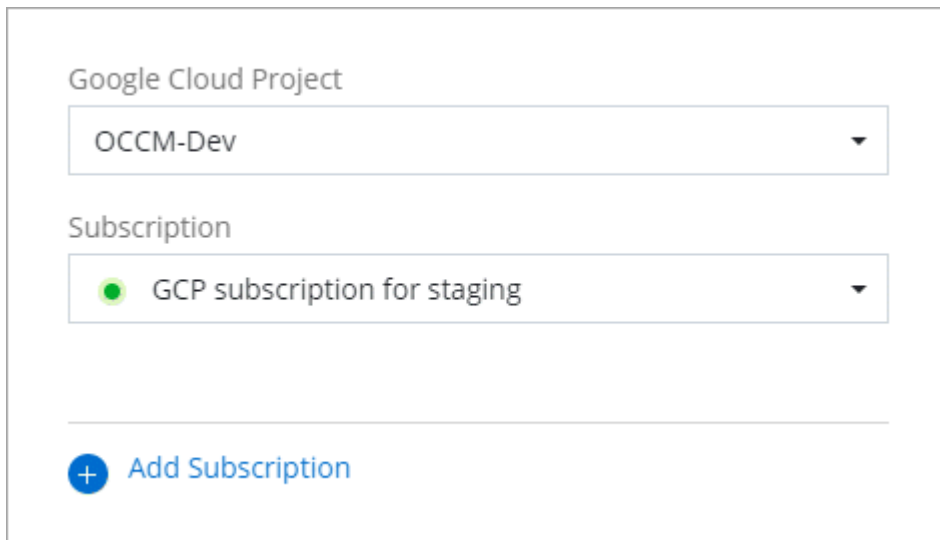 Google Cloud Project
OCCM-Dev
Subscription
GCP subscription for staging
Add Subscription